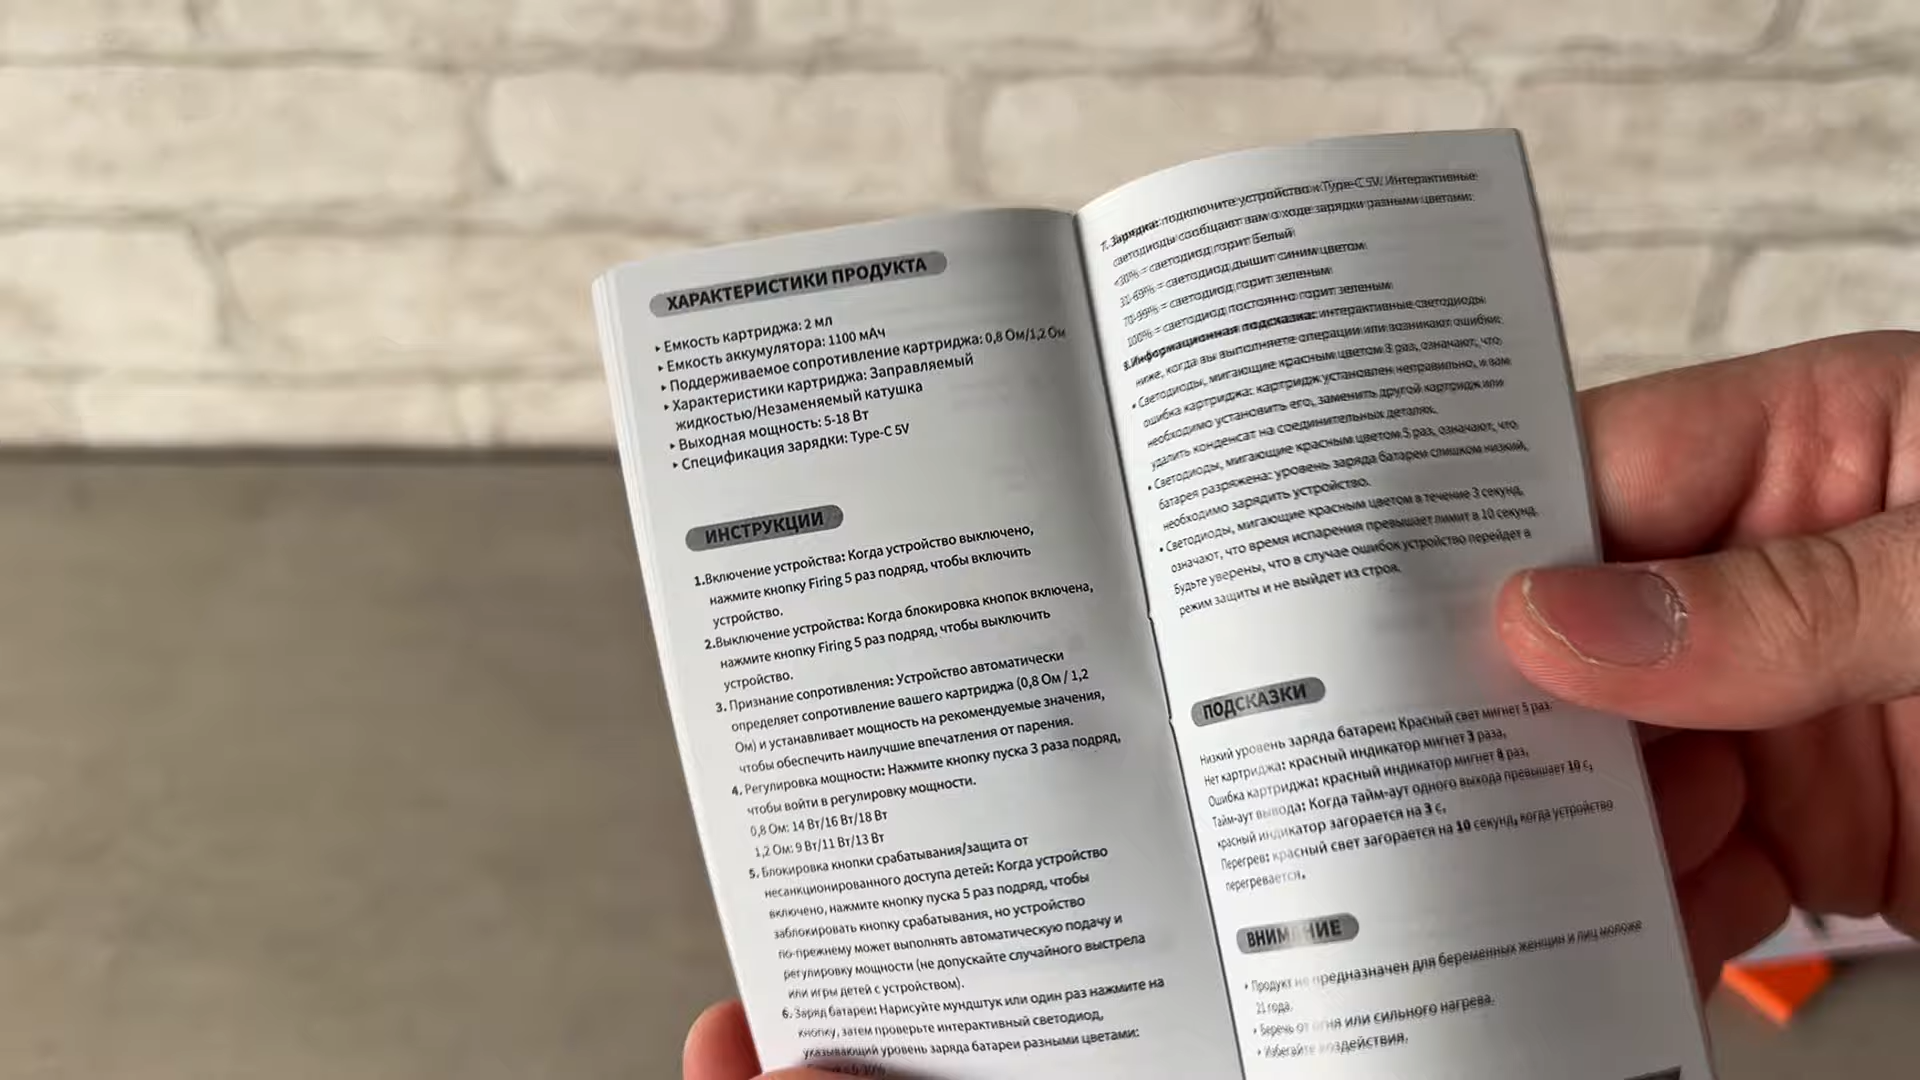 ХАРАКТЕРИСТИКИ ПРОДУКТА
‣ Емкость картриджа: 2 мл
‣ Емкость аккумулятора: 1100 мАч
‣ Поддерживаемое сопротивление картриджа: 0,8 Ом/1,2 Ом
‣ Характеристики картриджа: Заправляемый
жидкостью/Незаменяемый катушка
‣ Выходная мощность: 5-18 Вт
‣ Спецификация зарядки: Type-C 5V
ИНСТРУКЦИИ
1.Включение устройства: Когда устройство выключено,
нажмите кнопку Firing 5 раз подряд, чтобы включить
устройство.
2.Выключение устройства: Когда блокировка кнопок включена,
нажмите кнопку Firing 5 раз подряд, чтобы выключить
устройство.
3. Признание сопротивления: Устройство автоматически
определяет сопротивление вашего картриджа (0,8 Ом / 1,2
Ом) и устанавливает мощность на рекомендуемые значения,
чтобы обеспечить наилучшие впечатления от парения.
4. Регулировка мощности: Нажмите кнопку пуска 3 раза подряд,
чтобы войти в регулировку мощности.
0,8 Ом: 14 Вт/16 Вт/18 Вт
1,2 Ом: 9 Вт/11 Вт/13 Вт
5. Блокировка кнопки срабатывания/защита от
несанкционированного доступа детей: Когда устройство
включено, нажмите кнопку пуска 5 раз подряд, чтобы
заблокировать кнопку срабатывания, но устройство
по-прежнему может выполнять автоматическую подачу и
регулировку мощности (не допускайте случайного выстрела
или игры детей с устройством).
6. Заряд батареи: Нарисуйте мундштук или один раз нажмите на
кнопку, затем проверьте интерактивный светодиод,
указывающий уровень заряда батареи разными цветами:
7. Зарядка: подключите устройство к Type-C 5V. Интерактивные
светодиоды сообщают вам о ходе зарядки разными цветами:
<30% = светодиод горит Белый
31-69% = светодиод дышит синим цветом
70-99% = светодиод горит зеленым
100% = светодиод постоянно горит зеленым
8.Информационная подсказка: интерактивные светодиоды
ниже, когда вы выполняете операции или возникают ошибки:
• Светодиоды, мигающие красным цветом 3 раз, означают, что
ошибка картриджа: картридж установлен неправильно, и вам
необходимо установить его, заменить другой картридж или
удалить конденсат на соединительных деталях.
• Светодиоды, мигающие красным цветом 5 раз, означают, что
батарея разряжена: уровень заряда батареи слишком низкий,
необходимо зарядить устройство.
• Светодиоды, мигающие красным цветом в течение 3 секунд,
означают, что время испарения превышает лимит в 10 секунд.
Будьте уверены, что в случае ошибок устройство перейдет в
режим защиты и не выйдет из строя.
ПОДСКАЗКИ
Низкий уровень заряда батареи: Красный свет мигнет 5 раз.
Нет картриджа: красный индикатор мигнет 3 раза,
Ошибка картриджа: красный индикатор мигнет 8 раз,
Тайм-аут вывода: Когда тайм-аут одного выхода превышает 10 с,
красный индикатор загорается на 3 с,
Перегрев: красный свет загорается на 10 секунд, когда устройство
перегревается.
ВНИМАНИЕ
• Продукт не предназначен для беременных женщин и лиц моложе
21 года.
• Беречь от огня или сильного нагрева.
• Избегайте воздействия.